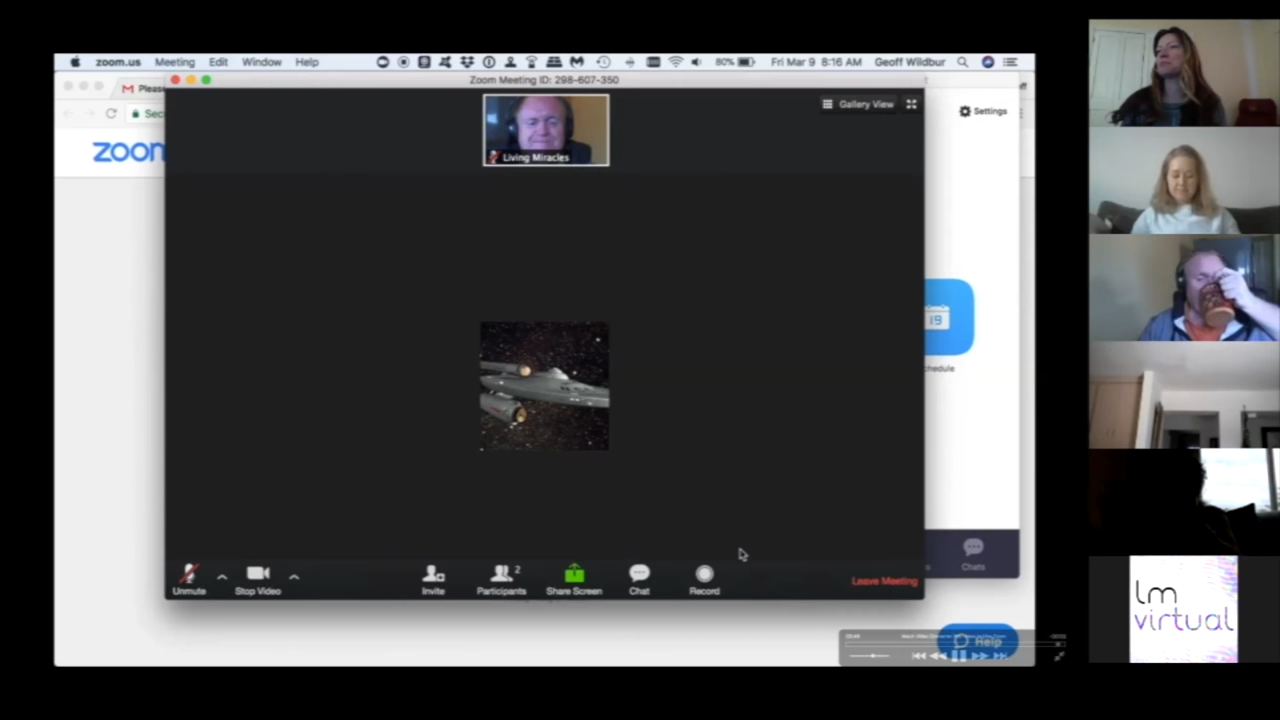 zoom.us Meeting Edit Window Help 80% Fri Mar 9 8:16 AM Geoff Wildbur
Zoom Meeting ID: 298-607-350
Gallery View
Settings
Living Miracles
zoom
19
Unmute Stop Video Invite Participants 2 Share Screen Chat Record Leave Meeting
Chats
Help
lm
virtual